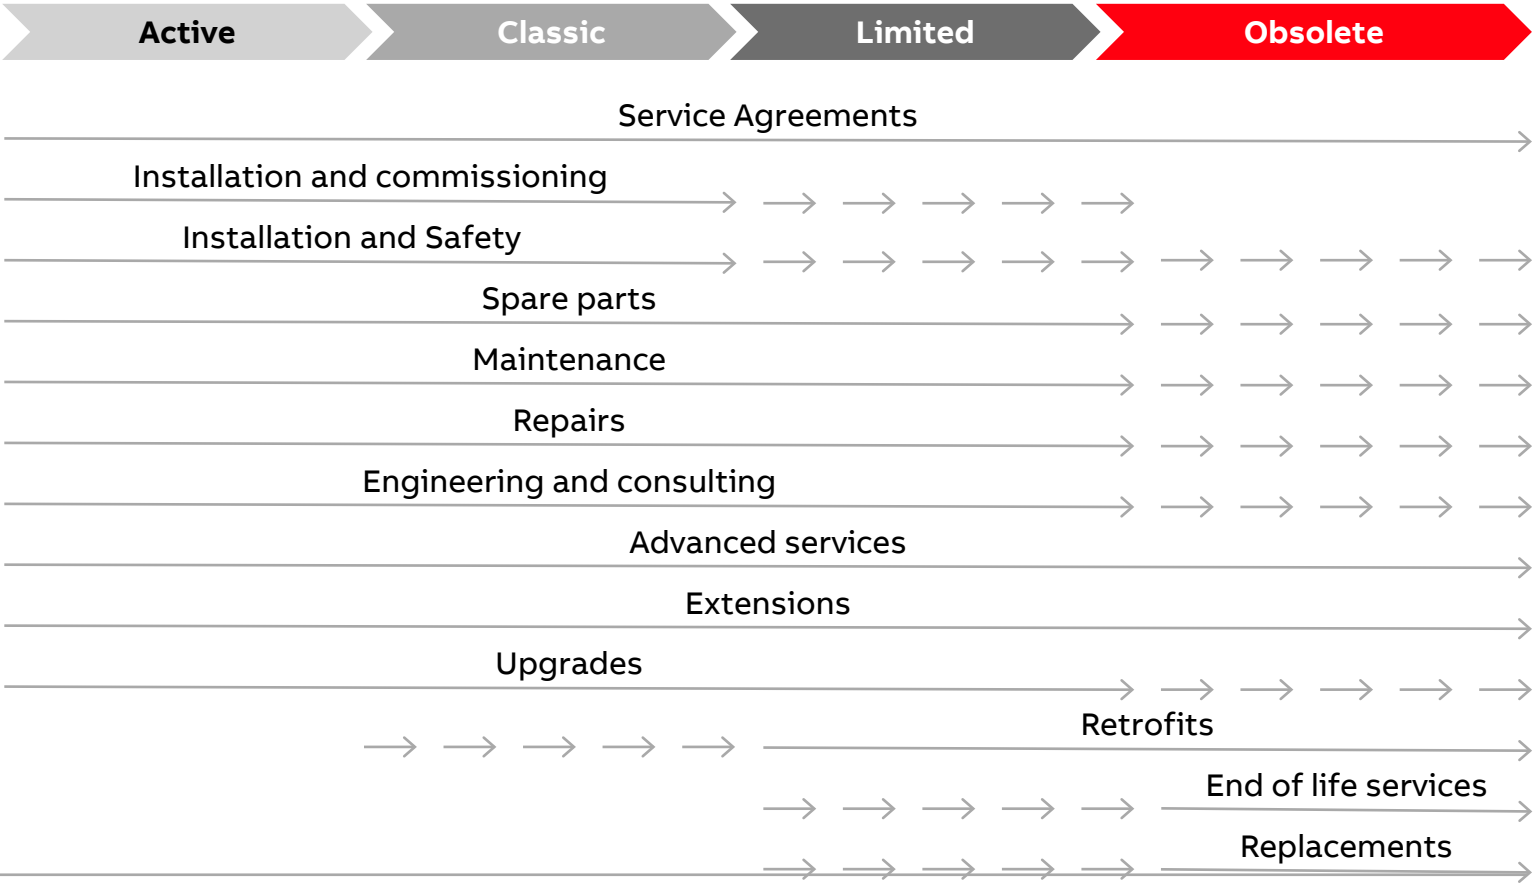 Active Classic Limited Obsolete
Service Agreements
Installation and commissioning
Installation and Safety
Spare parts
Maintenance
Repairs
Engineering and consulting
Advanced services
Extensions
Upgrades
Retrofits
End of life services
Replacements